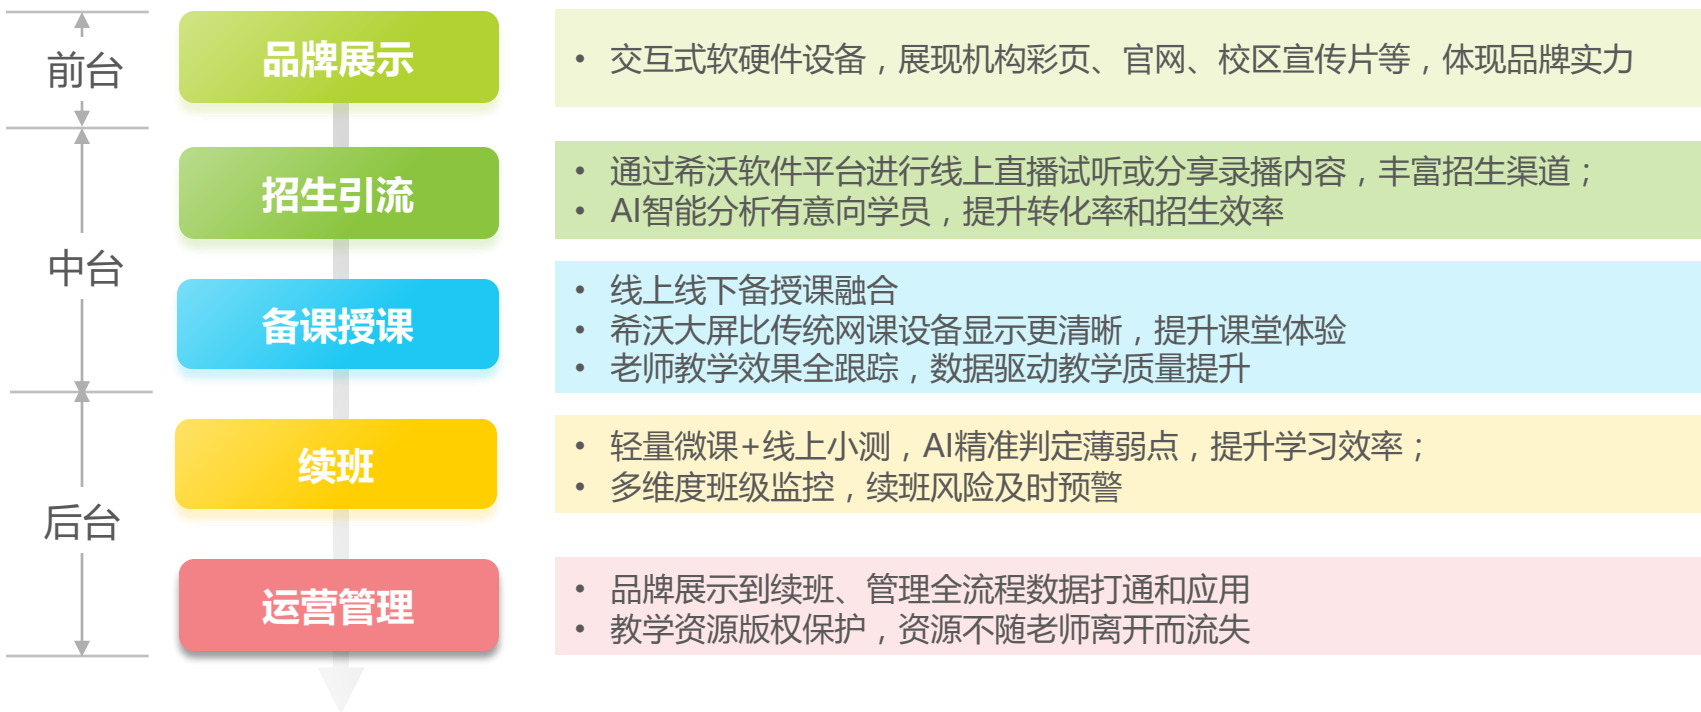 前台
品牌展示
• 交互式软硬件设备，展现机构彩页、官网、校区宣传片等，体现品牌实力
中台
招生引流
• 通过希沃软件平台进行线上直播试听或分享录播内容，丰富招生渠道；
• AI智能分析有意向学员，提升转化率和招生效率
备课授课
• 线上线下备授课融合
• 希沃大屏比传统网课设备显示更清晰，提升课堂体验
• 老师教学效果全跟踪，数据驱动教学质量提升
后台
续班
• 轻量微课+线上小测，AI精准判定薄弱点，提升学习效率；
• 多维度班级监控，续班风险及时预警
运营管理
• 品牌展示到续班、管理全流程数据打通和应用
• 教学资源版权保护，资源不随老师离开而流失